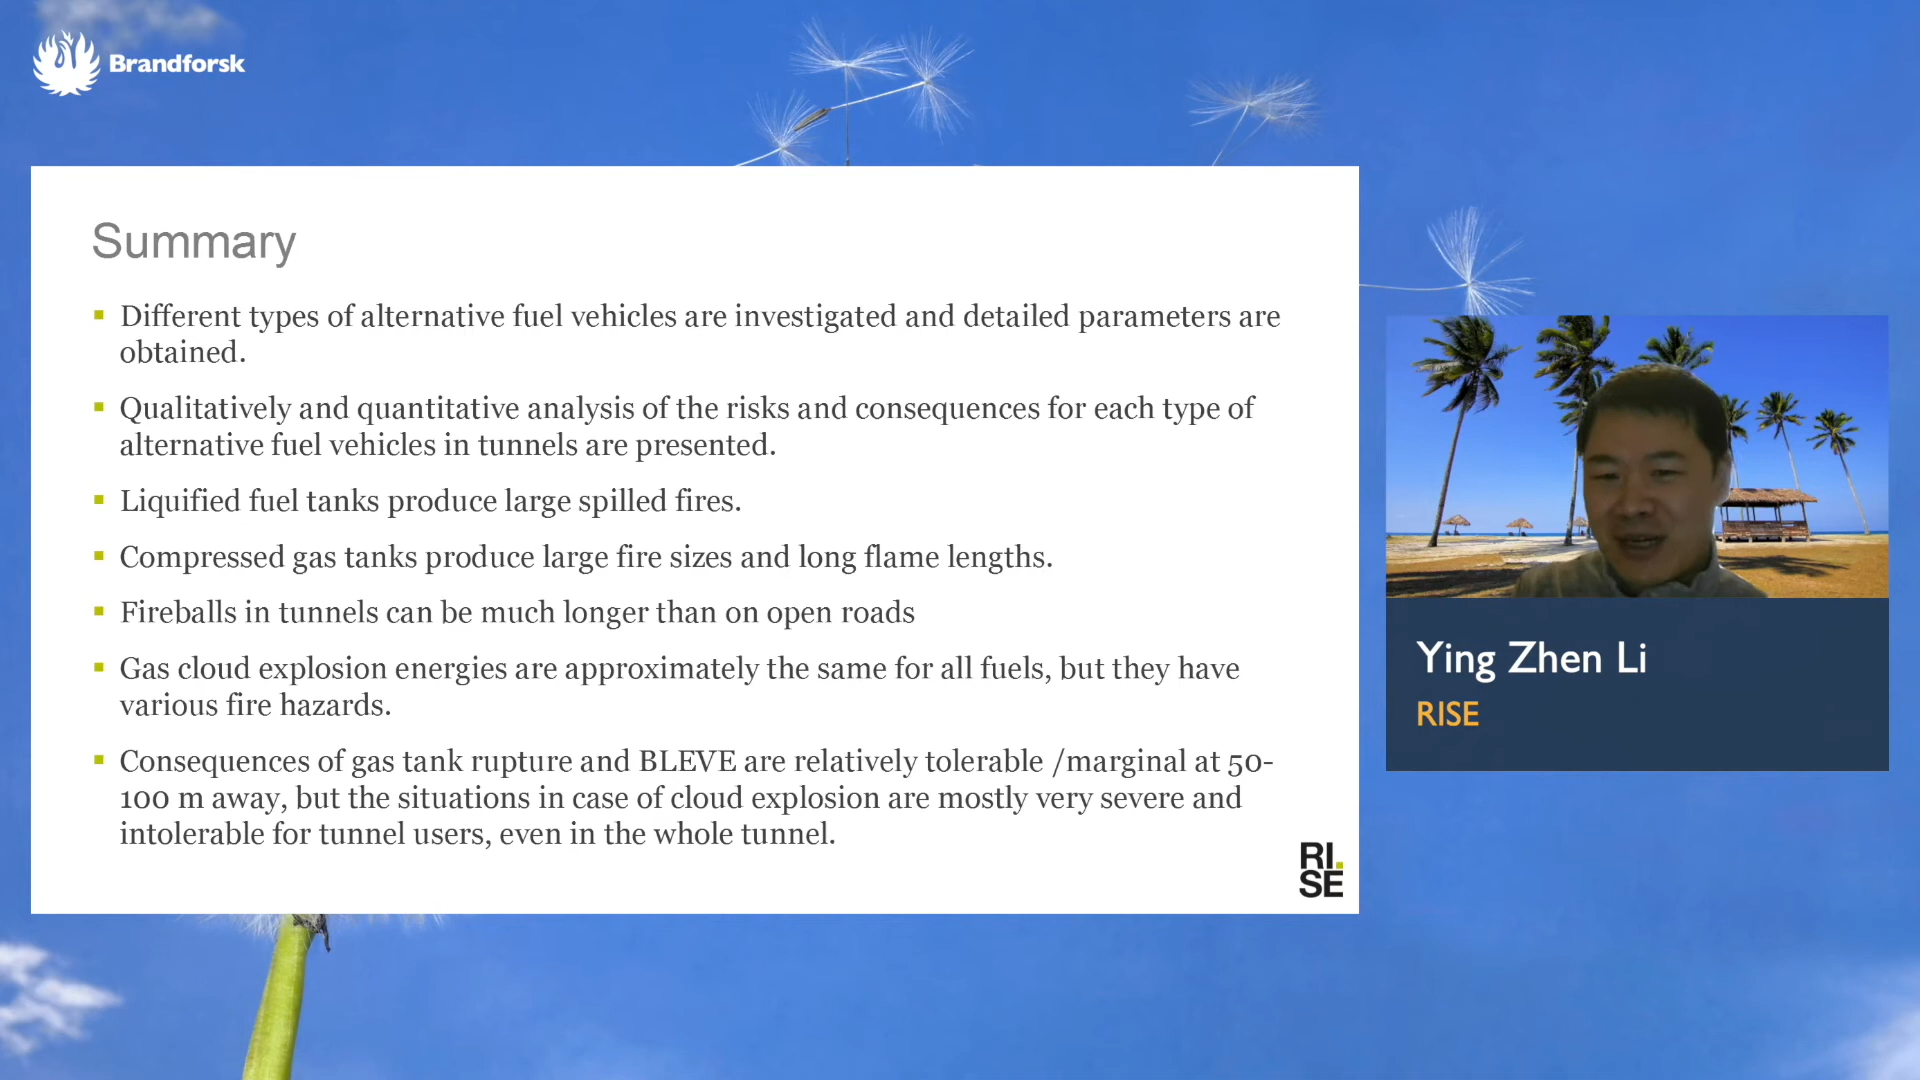 Brandforsk
Summary
Different types of alternative fuel vehicles are investigated and detailed parameters are
obtained.
Qualitatively and quantitative analysis of the risks and consequences for each type of
alternative fuel vehicles in tunnels are presented.
Liquified fuel tanks produce large spilled fires.
Compressed gas tanks produce large fire sizes and long flame lengths.
Fireballs in tunnels can be much longer than on open roads
Gas cloud explosion energies are approximately the same for all fuels, but they have
various fire hazards.
Consequences of gas tank rupture and BLEVE are relatively tolerable /marginal at 50-
100 m away, but the situations in case of cloud explosion are mostly very severe and
intolerable for tunnel users, even in the whole tunnel.
RI.
SE
Ying Zhen Li
RISE